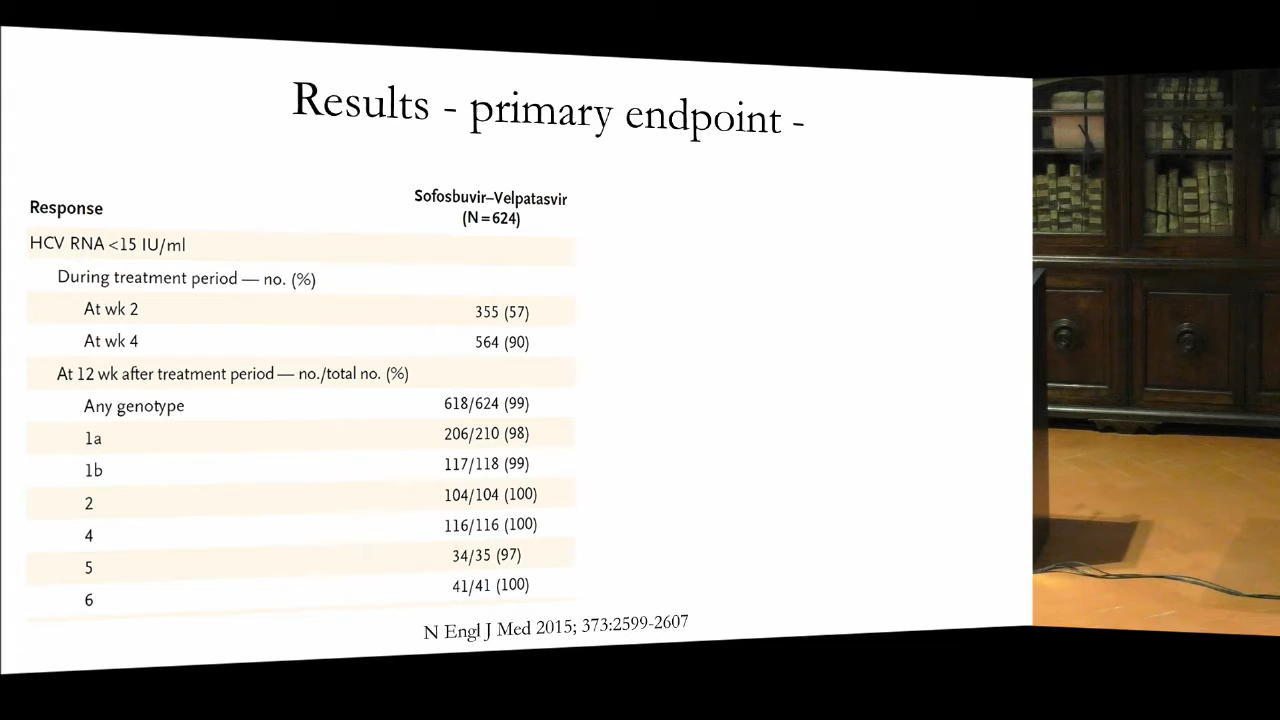 Results - primary endpoint -
Response
Sofosbuvir–Velpatasvir
(N=624)
HCV RNA <15 IU/ml
During treatment period — no. (%)
At wk 2 355 (57)
At wk 4 564 (90)
At 12 wk after treatment period — no./total no. (%)
Any genotype 618/624 (99)
1a 206/210 (98)
1b 117/118 (99)
2 104/104 (100)
4 116/116 (100)
5 34/35 (97)
6 41/41 (100)
N Engl J Med 2015; 373:2599-2607